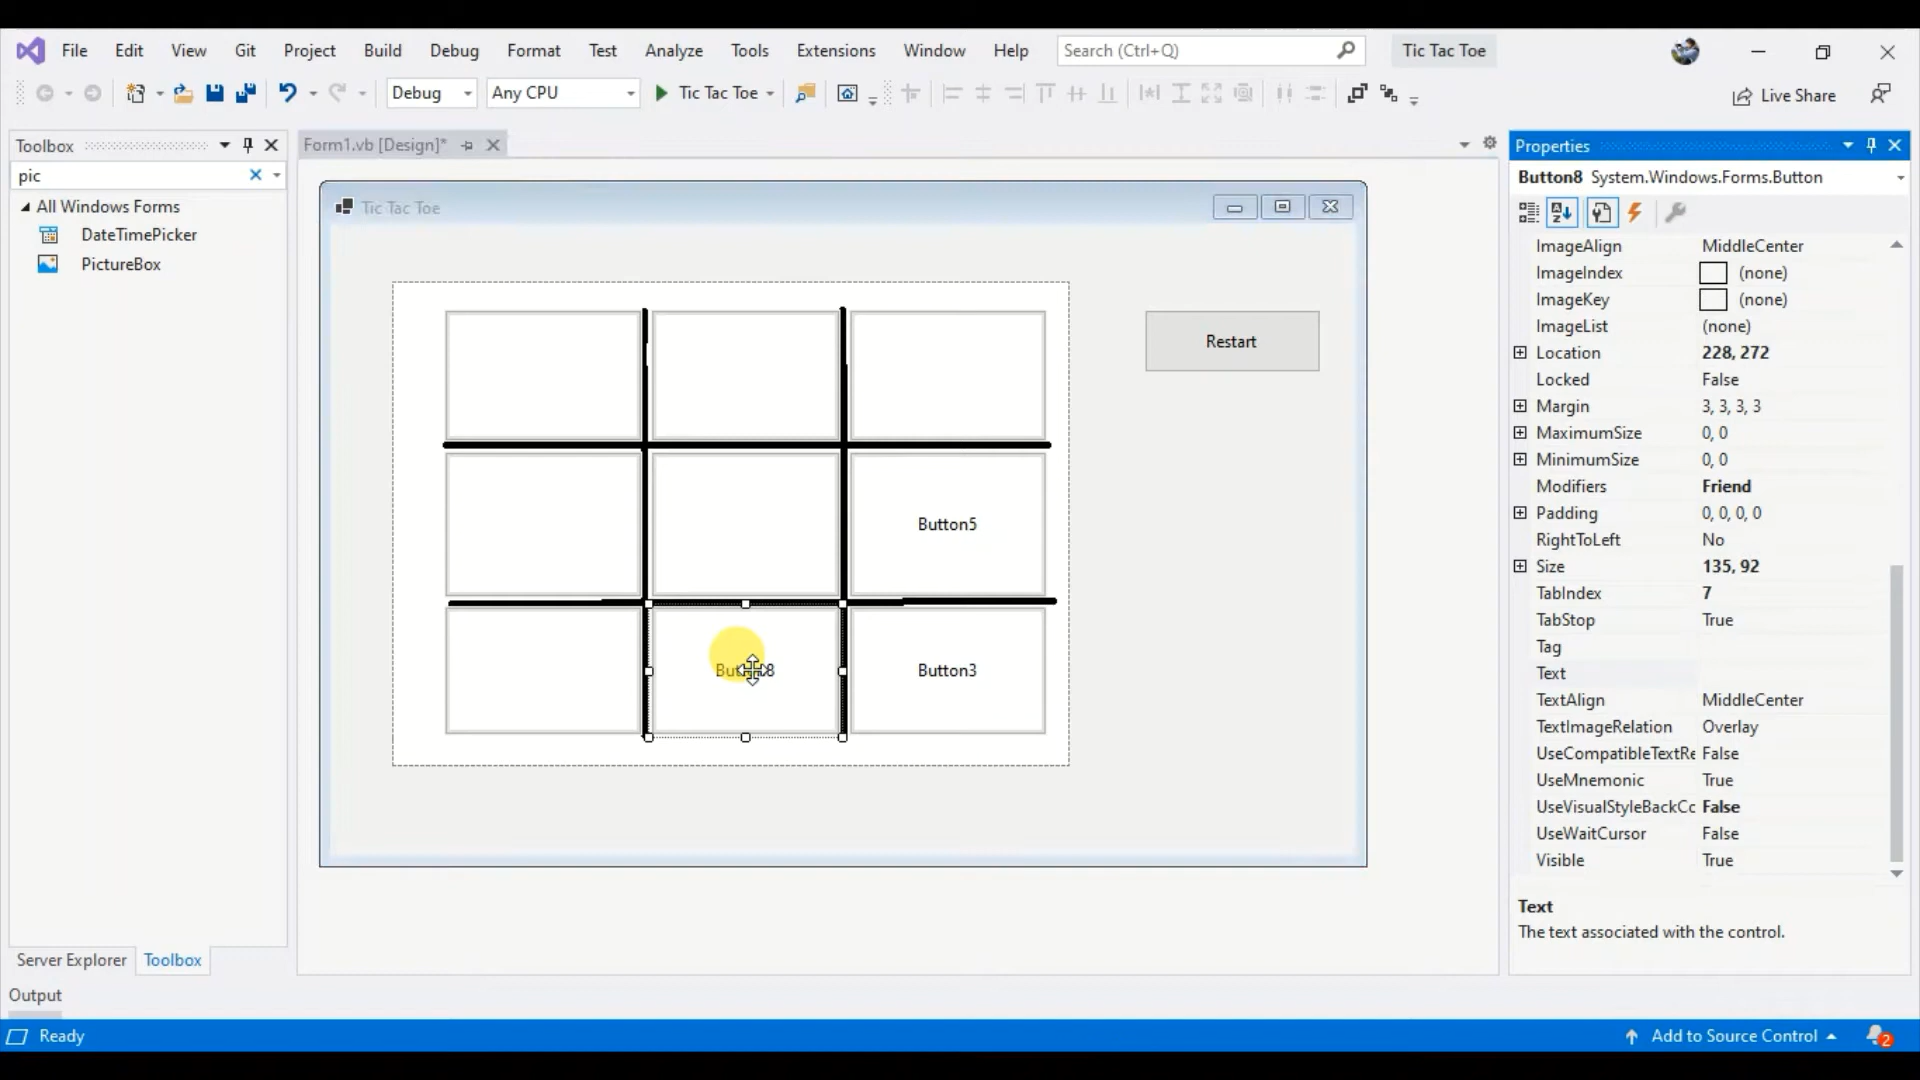 File Edit View Git Project Build Debug Format Test Analyze Tools Extensions Window Help Search (Ctrl+Q) Tic Tac Toe
Debug Any CPU Tic Tac Toe Live Share
Toolbox
pic
All Windows Forms
DateTimePicker
PictureBox
Server Explorer Toolbox
Form1.vb [Design]*
Tic Tac Toe
Restart
Button5
Button3
Properties
Button8 System.Windows.Forms.Button
ImageAlign MiddleCenter
ImageIndex (none)
ImageKey (none)
ImageList (none)
Location 228, 272
Locked False
Margin 3, 3, 3, 3
MaximumSize 0, 0
MinimumSize 0, 0
Modifiers Friend
Padding 0, 0, 0, 0
RightToLeft No
Size 135, 92
TabIndex 7
TabStop True
Tag
Text
TextAlign MiddleCenter
TextImageRelation Overlay
UseCompatibleTextRe False
UseMnemonic True
UseVisualStyleBackCo False
UseWaitCursor False
Visible True
Text
The text associated with the control.
Output
Ready Add to Source Control 2